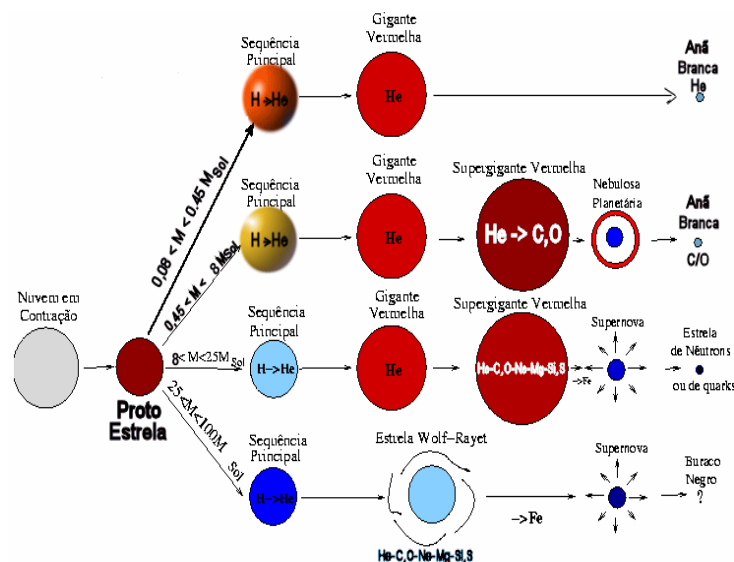 Sequência
Principal
H->He
Gigante
Vermelha
He
Anã
Branca
He
0,08 < M < 0.45 MSol
Sequência
Principal
H->He
Gigante
Vermelha
He
Supergigante Vermelha
He -> C,O
Nebulosa
Planetária
Anã
Branca
C/O
0,45 < M < 8 MSol
Nuvem em
Contração
Proto
Estrela
8< M<25M Sol
Sequência
Principal
H->He
Gigante
Vermelha
He
Supergigante Vermelha
He-C,O-Ne-Mg-Si,S
->Fe
Supernova
Estrela
de Nêutrons
ou de quarks
25 <M<100M Sol
Sequência
Principal
H->He
Estrela Wolf-Rayet
He-C,O-Ne-Mg-Si,S
->Fe
Supernova
Buraco
Negro
?